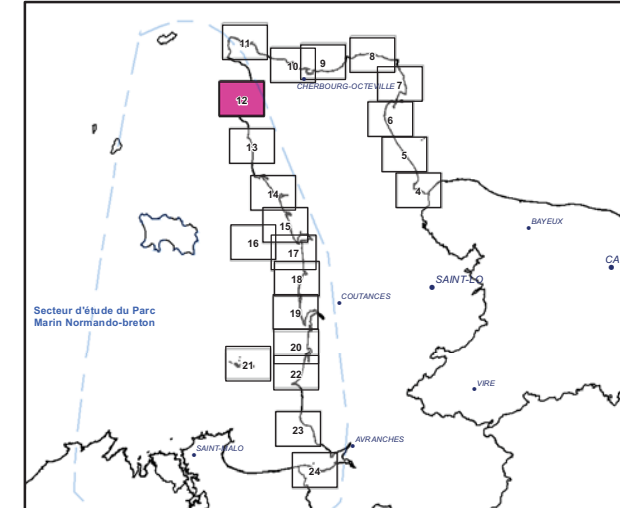 11
10
9
8
CHERBOURG-OCTEVILLE
7
12
6
13
5
14
4
15
BAYEUX
16
17
CA
18
SAINT-LO
COUTANCES
Secteur d'étude du Parc
Marin Normando-breton
19
20
21
22
VIRE
23
AVRANCHES
SAINT-MALO
24